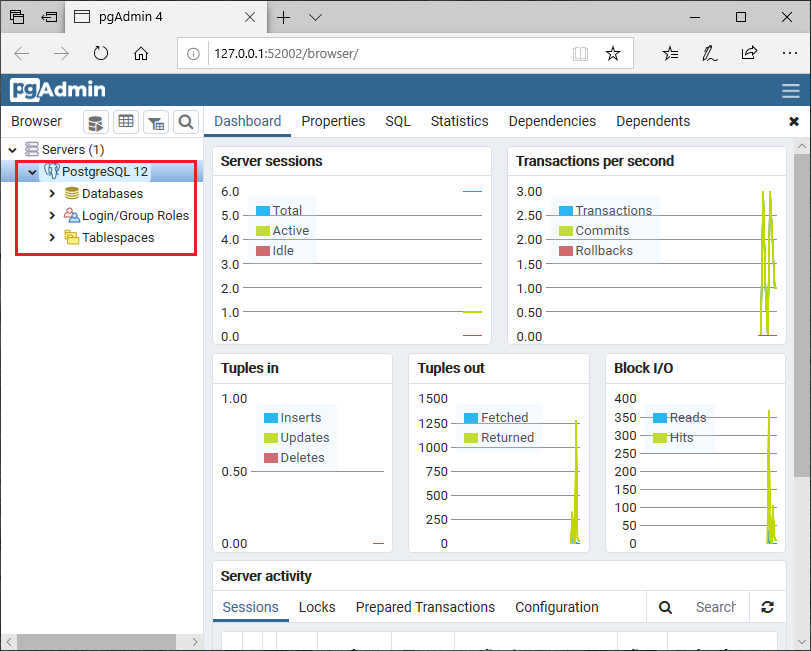 pgAdmin 4
127.0.0.1:52002/browser/
pgAdmin
Browser
Dashboard Properties SQL Statistics Dependencies Dependents
Servers (1)
PostgreSQL 12
Databases
Login/Group Roles
Tablespaces
Server sessions
6.0
5.0
4.0
3.0
2.0
1.0
0.0
Total
Active
Idle
Transactions per second
3.00
2.50
2.00
1.50
1.00
0.50
0.00
Transactions
Commits
Rollbacks
Tuples in
1.00
0.50
0.00
Inserts
Updates
Deletes
Tuples out
1500
1250
1000
750
500
250
0
Fetched
Returned
Block I/O
400
350
300
250
200
150
100
50
0
Reads
Hits
Server activity
Sessions Locks Prepared Transactions Configuration Search